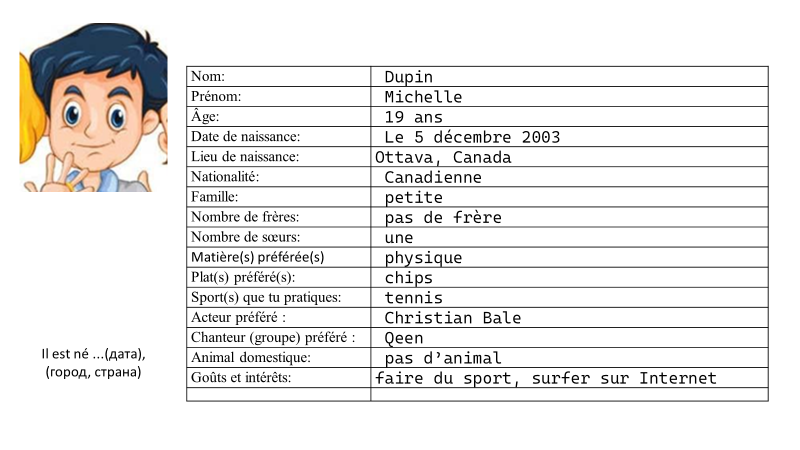 Nom: Dupin
Prénom: Michelle
Âge: 19 ans
Date de naissance: Le 5 décembre 2003
Lieu de naissance: Ottava, Canada
Nationalité: Canadienne
Famille: petite
Nombre de frères: pas de frère
Nombre de sœurs: une
Matière(s) préférée(s) physique
Plat(s) préféré(s): chips
Sport(s) que tu pratiques: tennis
Acteur préféré : Christian Bale
Chanteur (groupe) préféré : Qeen
Animal domestique: pas d’animal
Goûts et intérêts: faire du sport, surfer sur Internet
Il est né ...(дата),
(город, страна)